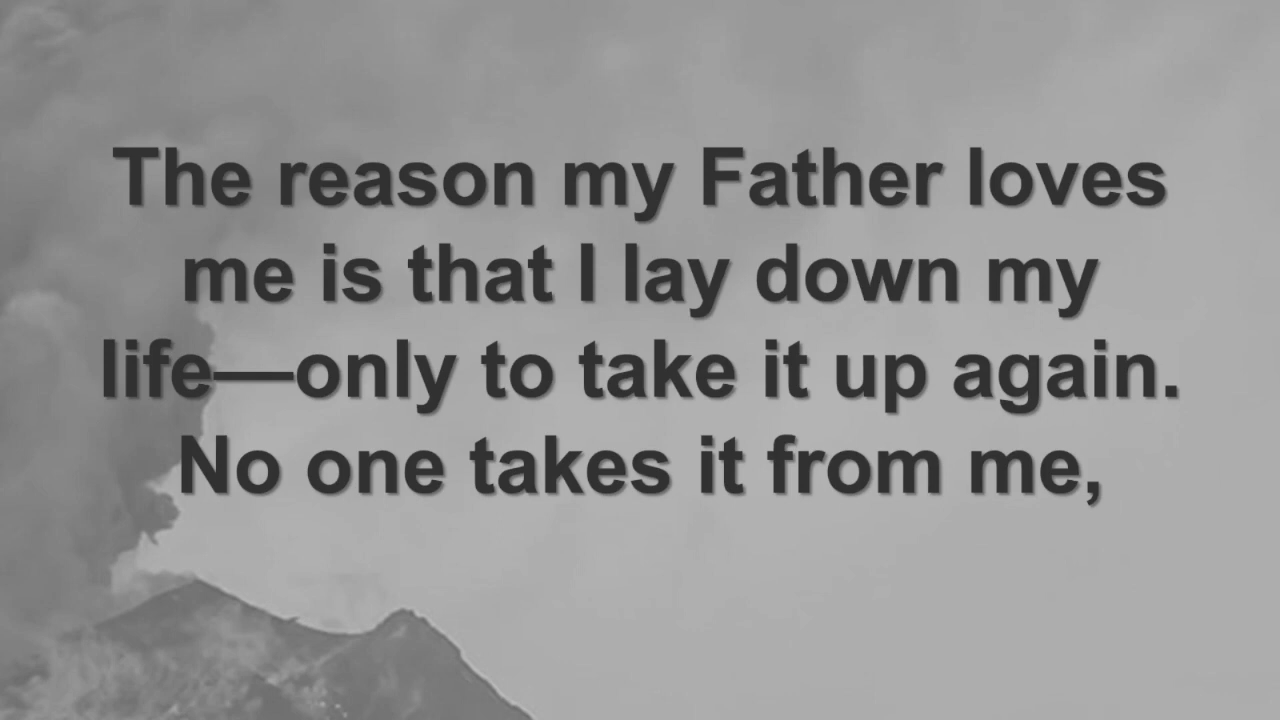 The reason my Father loves
me is that I lay down my
life—only to take it up again.
No one takes it from me,